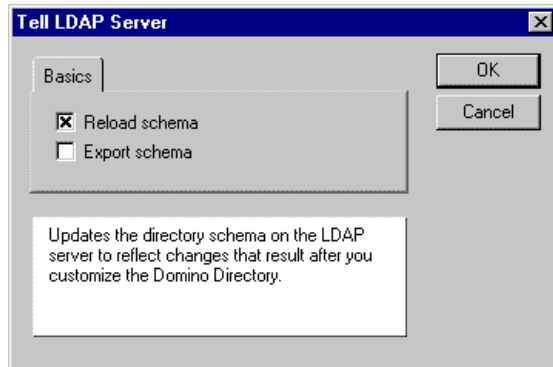 Tell LDAP Server
Basics
OK
Cancel
Reload schema
Export schema
Updates the directory schema on the LDAP
server to reflect changes that result after you
customize the Domino Directory.